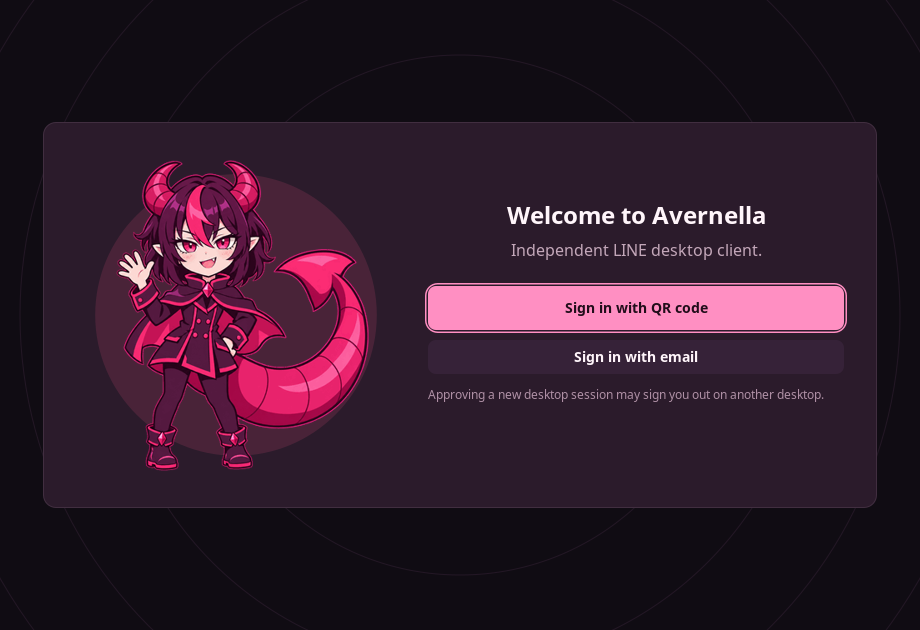 Welcome to Avernella
Independent LINE desktop client.
Sign in with QR code
Sign in with email
Approving a new desktop session may sign you out on another desktop.